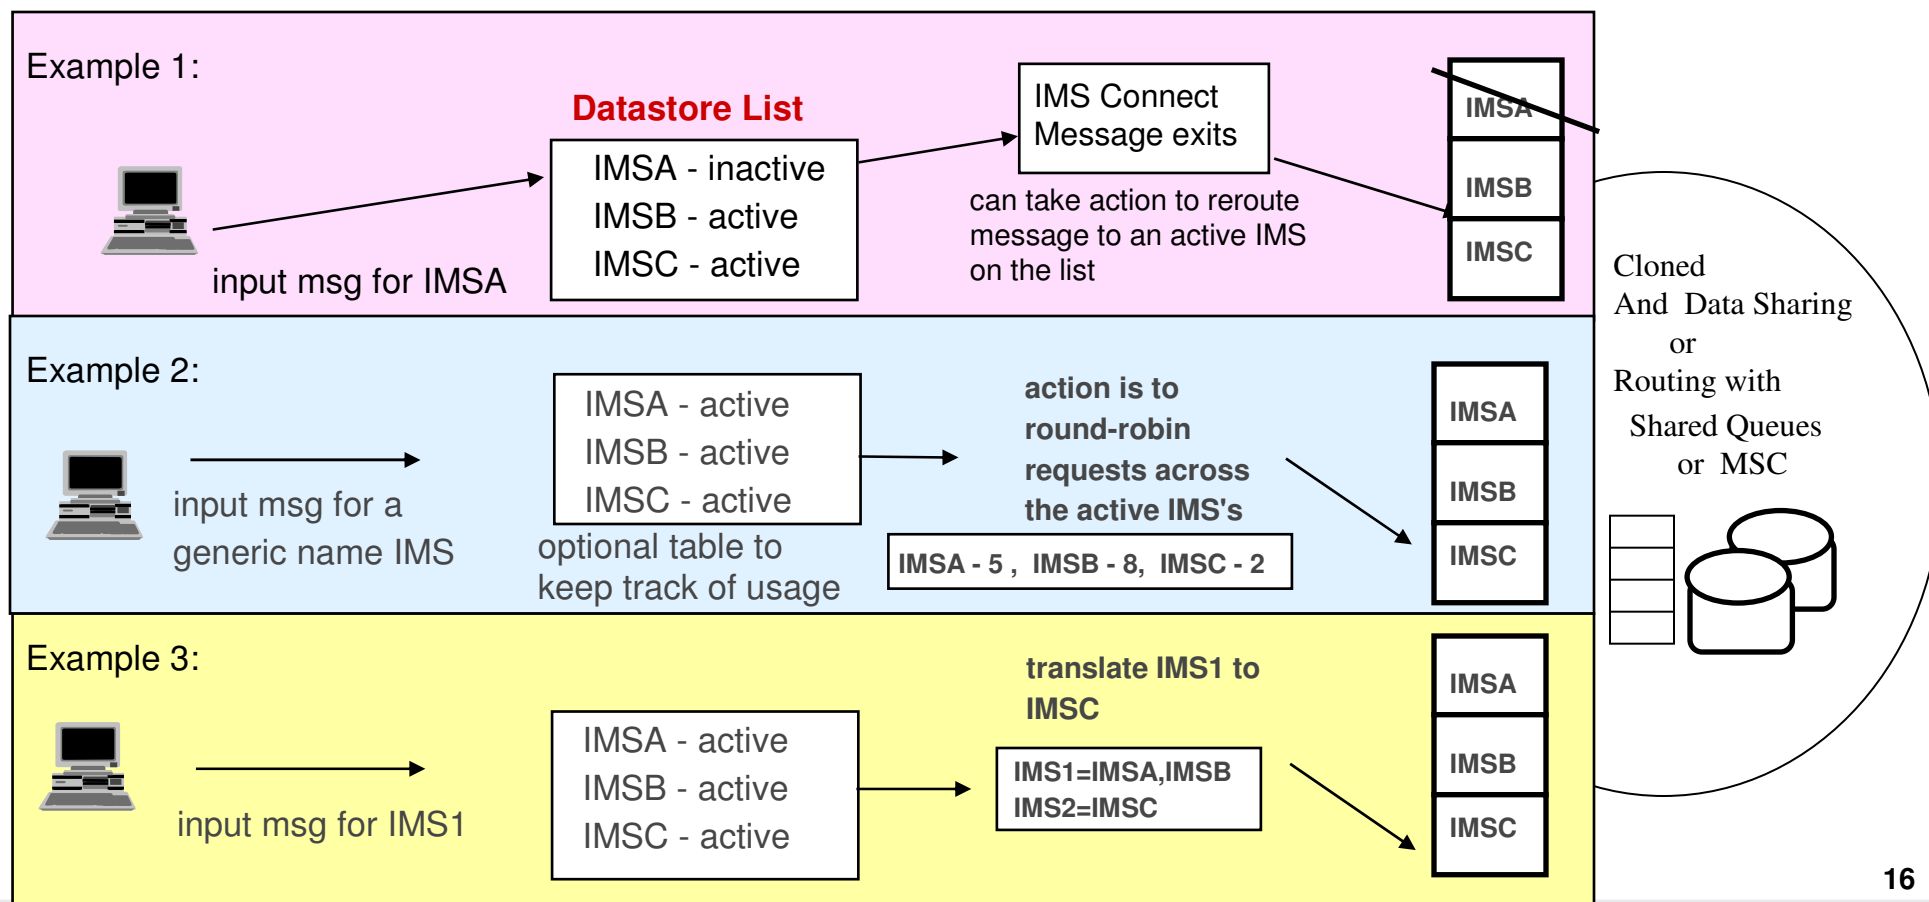 Example 1:
Datastore List
input msg for IMSA
IMSA - inactive
IMSB - active
IMSC - active
IMS Connect
Message exits
can take action to reroute
message to an active IMS
on the list
IMSA
IMSB
IMSC
Example 2:
input msg for a
generic name IMS
IMSA - active
IMSB - active
IMSC - active
optional table to
keep track of usage
action is to
round-robin
requests across
the active IMS's
IMSA - 5 , IMSB - 8, IMSC - 2
IMSA
IMSB
IMSC
Example 3:
input msg for IMS1
IMSA - active
IMSB - active
IMSC - active
translate IMS1 to
IMSC
IMS1=IMSA,IMSB
IMS2=IMSC
IMSA
IMSB
IMSC
Cloned
And Data Sharing
or
Routing with
Shared Queues
or MSC
16